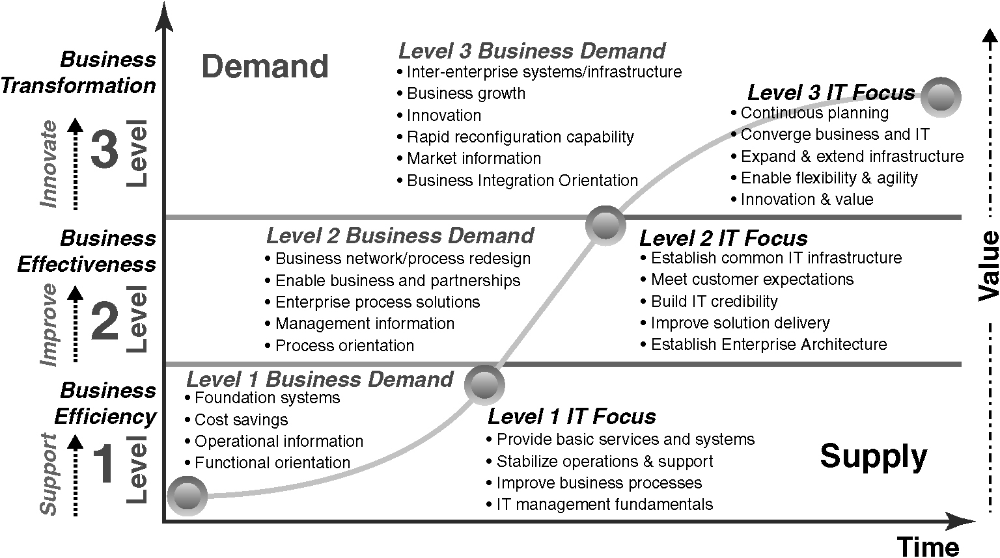 Demand
Business
Transformation
Innovate
3
Level
Level 3 Business Demand
• Inter-enterprise systems/infrastructure
• Business growth
• Innovation
• Rapid reconfiguration capability
• Market information
• Business Integration Orientation
Level 3 IT Focus
• Continuous planning
• Converge business and IT
• Expand & extend infrastructure
• Enable flexibility & agility
• Innovation & value
Business
Effectiveness
Improve
2
Level
Level 2 Business Demand
• Business network/process redesign
• Enable business and partnerships
• Enterprise process solutions
• Management information
• Process orientation
Level 2 IT Focus
• Establish common IT infrastructure
• Meet customer expectations
• Build IT credibility
• Improve solution delivery
• Establish Enterprise Architecture
Value
Business
Efficiency
Support
1
Level
Level 1 Business Demand
• Foundation systems
• Cost savings
• Operational information
• Functional orientation
Level 1 IT Focus
• Provide basic services and systems
• Stabilize operations & support
• Improve business processes
• IT management fundamentals
Supply
Time